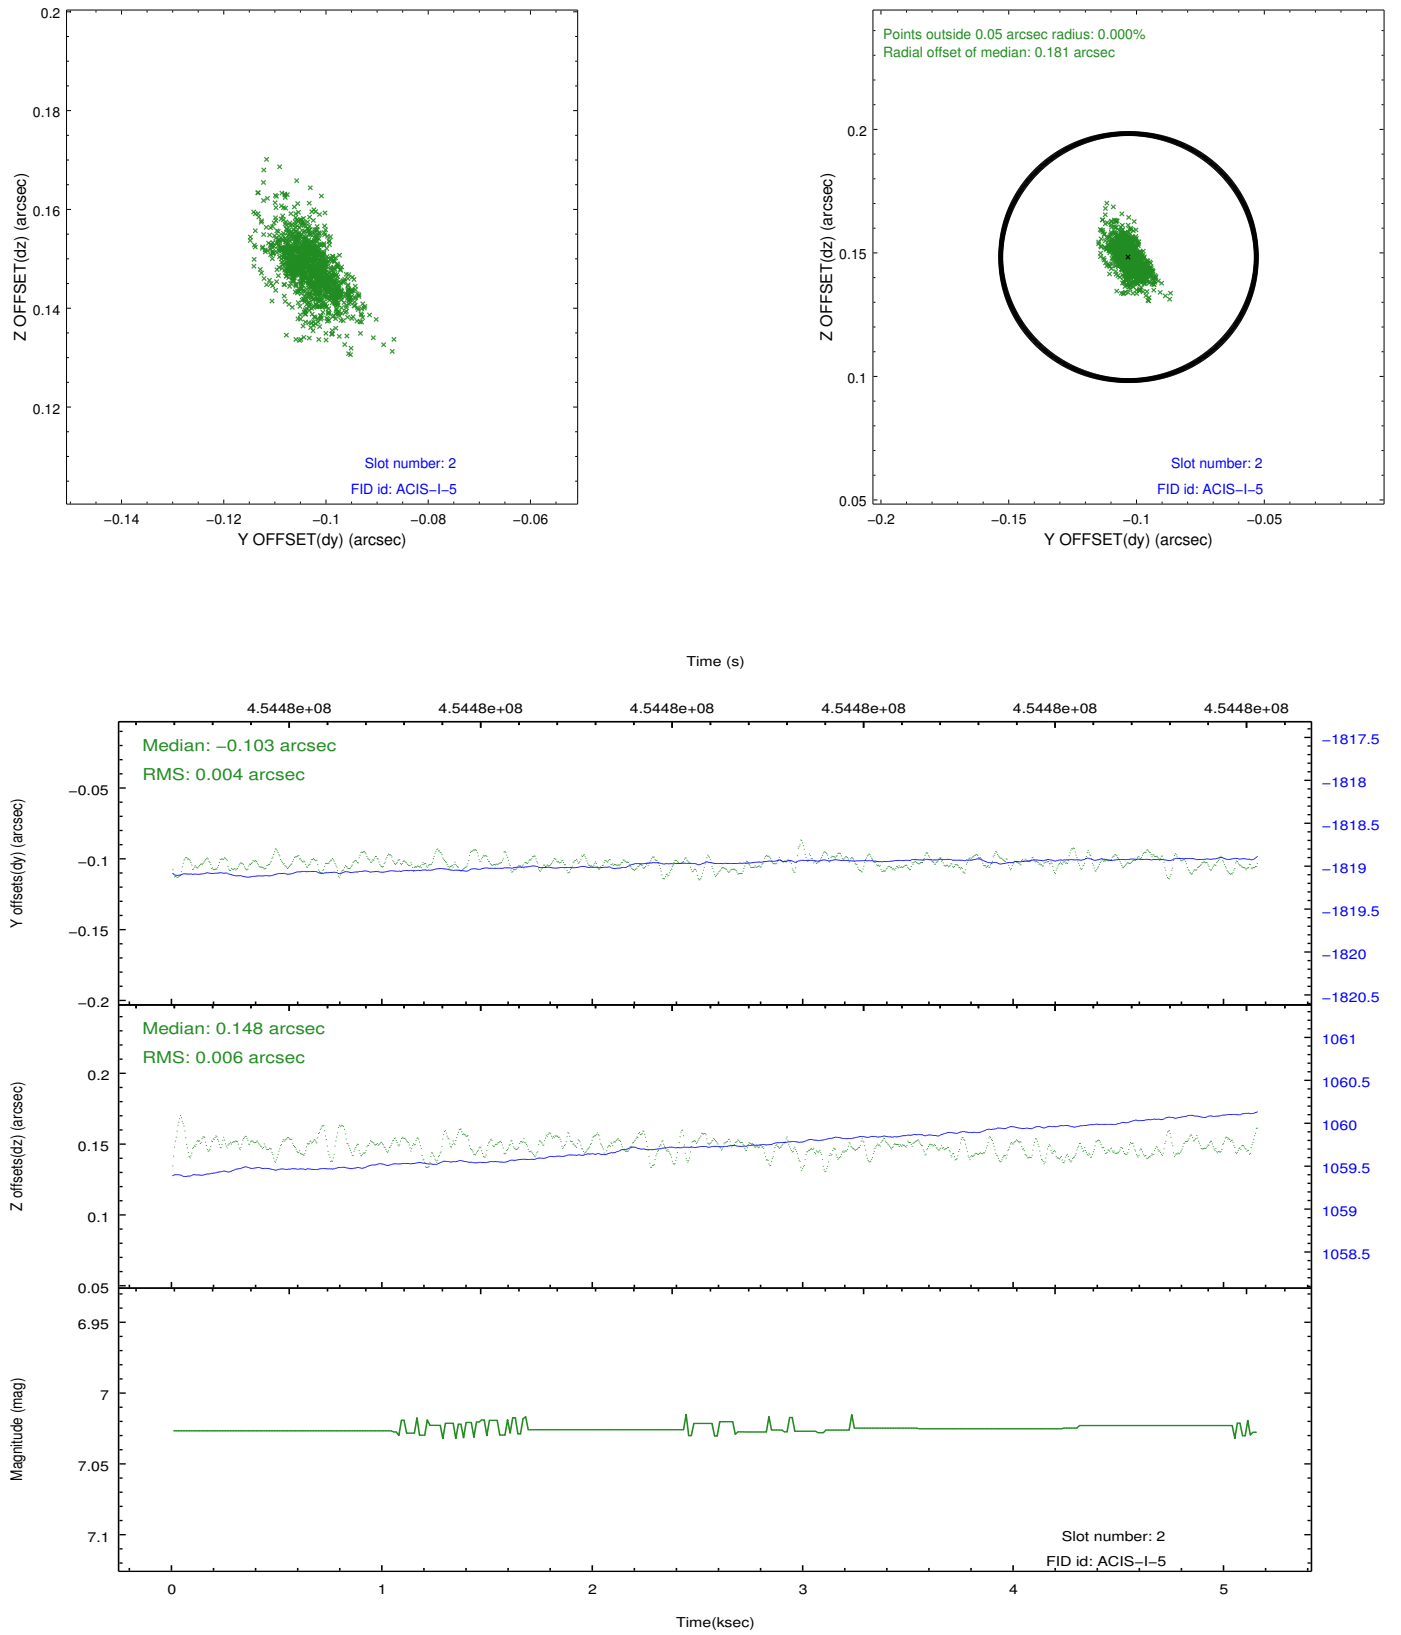 0.2
0.18
0.16
0.14
0.12
Z OFFSET(dz) (arcsec)
Slot number: 2
FID id: ACIS−I−5
−0.14 −0.12 −0.1 −0.08 −0.06
Y OFFSET(dy) (arcsec)
Points outside 0.05 arcsec radius: 0.000%
Radial offset of median: 0.181 arcsec
0.2
0.15
0.1
0.05
Z OFFSET(dz) (arcsec)
Slot number: 2
FID id: ACIS−I−5
−0.2 −0.15 −0.1 −0.05
Y OFFSET(dy) (arcsec)
Time (s)
4.5448e+08 4.5448e+08 4.5448e+08 4.5448e+08 4.5448e+08 4.5448e+08
Median: −0.103 arcsec
RMS: 0.004 arcsec
−0.05
−0.1
−0.15
−0.2
Y offsets(dy) (arcsec)
−1817.5
−1818
−1818.5
−1819
−1819.5
−1820
−1820.5
Median: 0.148 arcsec
RMS: 0.006 arcsec
0.2
0.15
0.1
0.05
Z offsets(dz) (arcsec)
1061
1060.5
1060
1059.5
1059
1058.5
6.95
7
7.05
7.1
Magnitude (mag)
Slot number: 2
FID id: ACIS−I−5
0 1 2 3 4 5
Time(ksec)